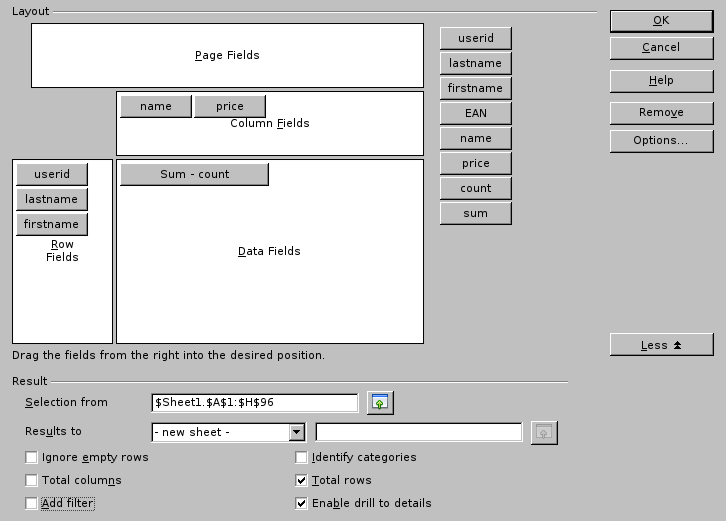 Layout
Page Fields
name price
Column Fields
userid
lastname
firstname
Row
Fields
Sum - count
Data Fields
userid
lastname
firstname
EAN
name
price
count
sum
OK
Cancel
Help
Remove
Options...
Less
Drag the fields from the right into the desired position.
Result
Selection from $Sheet1.$A$1:$H$96
Results to - new sheet -
Ignore empty rows Identify categories
Total columns Total rows
Add filter Enable drill to details